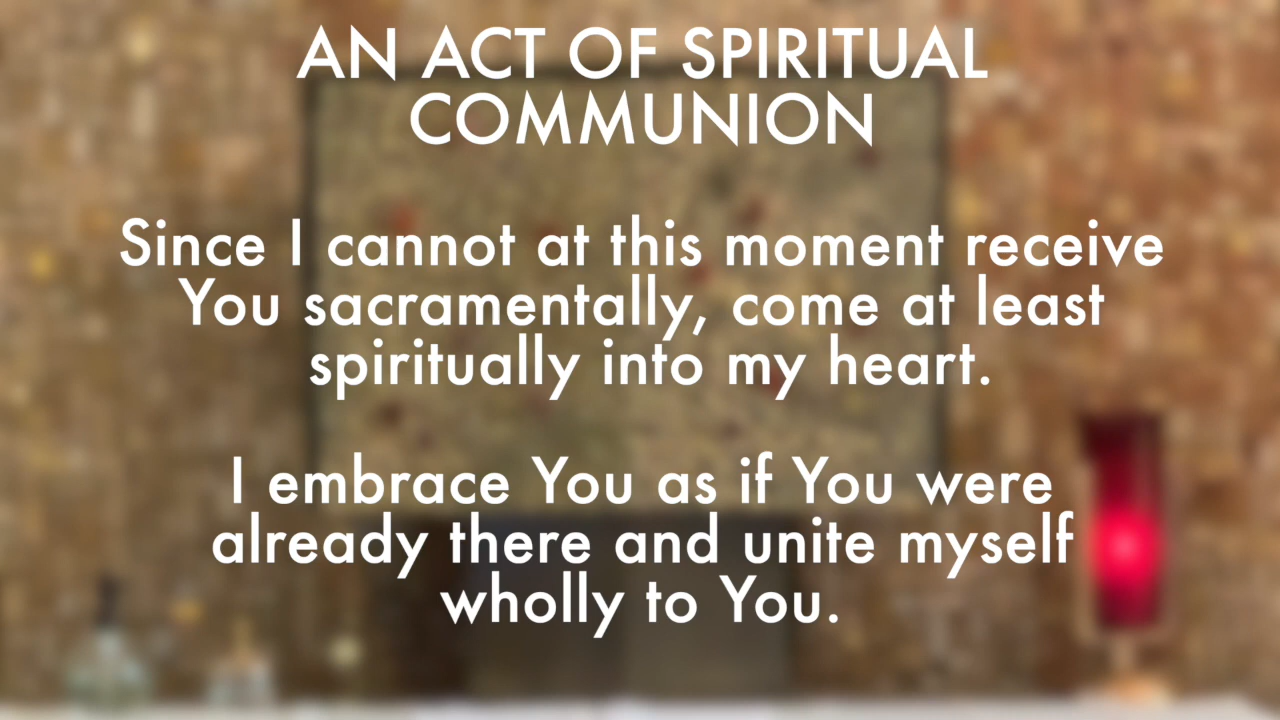 AN ACT OF SPIRITUAL
COMMUNION
Since I cannot at this moment receive
You sacramentally, come at least
spiritually into my heart.
I embrace You as if You were
already there and unite myself
wholly to You.